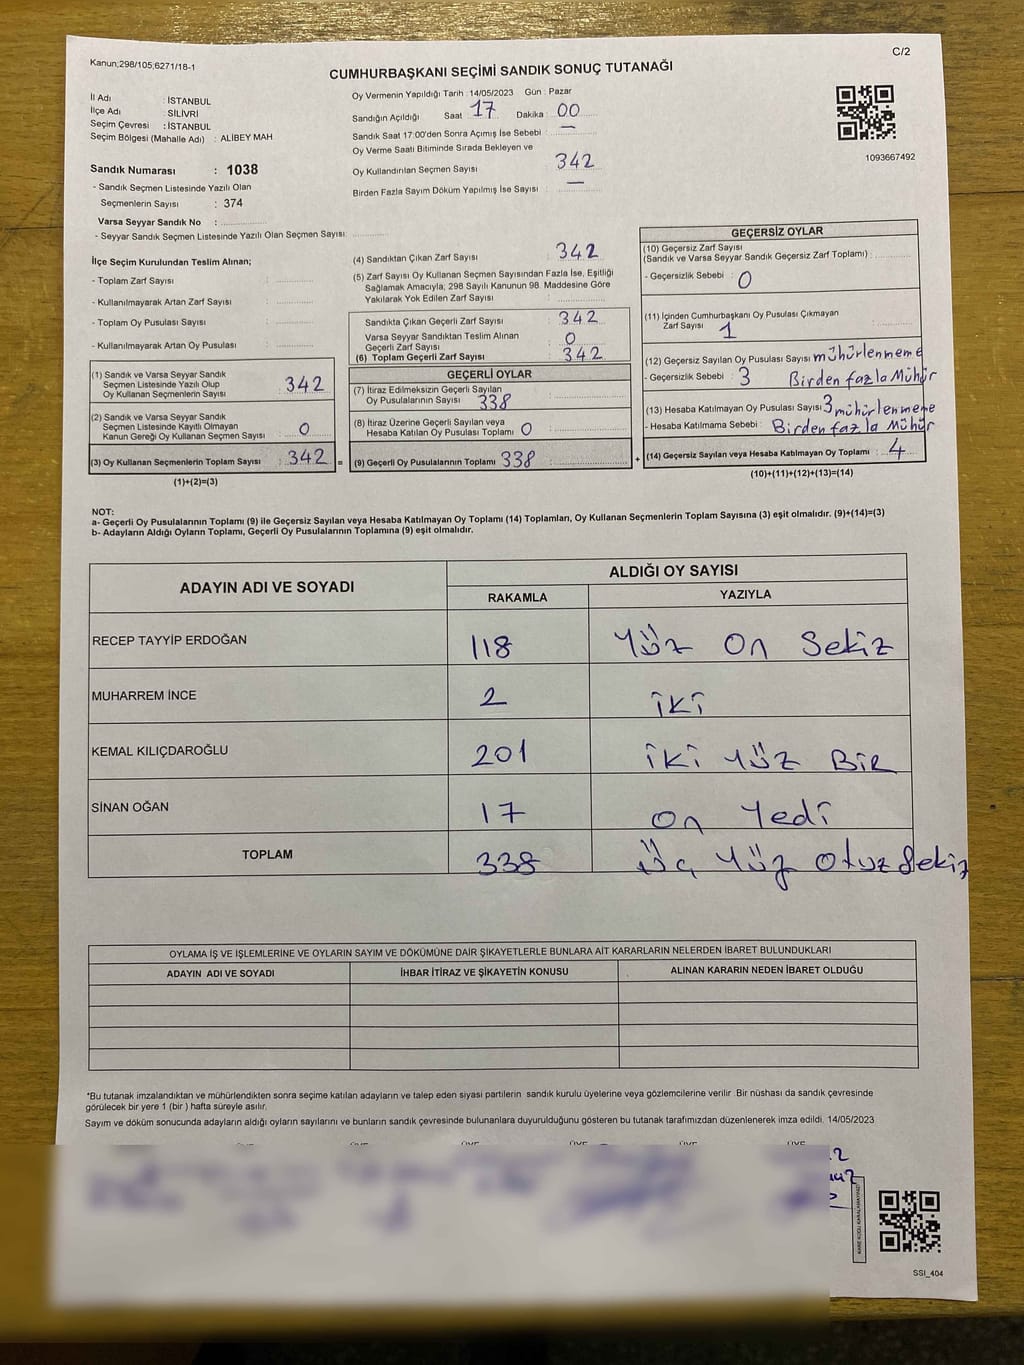 Kanun;298/105;6271/18-1
C/2
CUMHURBAŞKANI SEÇİMİ SANDIK SONUÇ TUTANAĞI
İl Adı : İSTANBUL
İlçe Adı : SİLİVRİ
Seçim Çevresi : İSTANBUL
Seçim Bölgesi (Mahalle Adı) : ALİBEY MAH
Sandık Numarası : 1038
- Sandık Seçmen Listesinde Yazılı Olan
Seçmenlerin Sayısı : 374
Varsa Seyyar Sandık No :
- Seyyar Sandık Seçmen Listesinde Yazılı Olan Seçmen Sayısı:
Oy Vermenin Yapıldığı Tarih : 14/05/2023 Gün : Pazar
Sandığın Açıldığı Saat 17 Dakika : 00
Sandık Saat 17:00'den Sonra Açımış İse Sebebi : —
Oy Verme Saati Bitiminde Sırada Bekleyen ve
Oy Kullandırılan Seçmen Sayısı 342
Birden Fazla Sayım Döküm Yapılmış İse Sayısı : —
1093667492
İlçe Seçim Kurulundan Teslim Alınan;
- Toplam Zarf Sayısı :
- Kullanılmayarak Artan Zarf Sayısı :
- Toplam Oy Pusulası Sayısı :
- Kullanılmayarak Artan Oy Pusulası :
(1) Sandık ve Varsa Seyyar Sandık
Seçmen Listesinde Yazılı Olup
Oy Kullanan Seçmenlerin Sayısı 342
(2) Sandık ve Varsa Seyyar Sandık
Seçmen Listesinde Kayıtlı Olmayan
Kanun Gereği Oy Kullanan Seçmen Sayısı 0
(3) Oy Kullanan Seçmenlerin Toplam Sayısı : 342 =
(1)+(2)=(3)
(4) Sandıktan Çıkan Zarf Sayısı 342
(5) Zarf Sayısı Oy Kullanan Seçmen Sayısından Fazla İse, Eşitliği
Sağlamak Amacıyla; 298 Sayılı Kanunun 98. Maddesine Göre
Yakılarak Yok Edilen Zarf Sayısı :
Sandıkta Çıkan Geçerli Zarf Sayısı : 342
Varsa Seyyar Sandıktan Teslim Alınan
Geçerli Zarf Sayısı 0
(6) Toplam Geçerli Zarf Sayısı 342
GEÇERLİ OYLAR
(7) İtiraz Edilmeksizin Geçerli Sayılan
Oy Pusulasının Sayısı 338
(8) İtiraz Üzerine Geçerli Sayılan veya
Hesaba Katılan Oy Pusulası Toplamı 0
(9) Geçerli Oy Pusulalarının Toplamı 338 +
GEÇERSİZ OYLAR
(10) Geçersiz Zarf Sayısı
(Sandık ve Varsa Seyyar Sandık Geçersiz Zarf Toplamı) :
- Geçersizlik Sebebi : 0
(11) İçinden Cumhurbaşkanı Oy Pusulası Çıkmayan
Zarf Sayısı 1
(12) Geçersiz Sayılan Oy Pusulası Sayısı mühürlenmeme
- Geçersizlik Sebebi : 3 Birden fazla Mühür
(13) Hesaba Katılmayan Oy Pusulası Sayısı 3 mühürlenmeme
- Hesaba Katılmama Sebebi : Birden fazla Mühür
(14) Geçersiz Sayılan veya Hesaba Katılmayan Oy Toplamı : 4
(10)+(11)+(12)+(13)=(14)
NOT:
a- Geçerli Oy Pusulalarının Toplamı (9) ile Geçersiz Sayılan veya Hesaba Katılmayan Oy Toplamı (14) Toplamları, Oy Kullanan Seçmenlerin Toplam Sayısına (3) eşit olmalıdır. (9)+(14)=(3)
b- Adayların Aldığı Oyların Toplamı, Geçerli Oy Pusulalarının Toplamına (9) eşit olmalıdır.
ADAYIN ADI VE SOYADI
ALDIĞI OY SAYISI
RAKAMLA YAZIYLA
RECEP TAYYİP ERDOĞAN 118 Yüz On Sekiz
MUHARREM İNCE 2 iki
KEMAL KILIÇDAROĞLU 201 iki Yüz Bir
SİNAN OĞAN 17 on Yedi
TOPLAM 338 Üç Yüz Otuz Sekiz
OYLAMA İŞ VE İŞLEMLERİNE VE OYLARIN SAYIM VE DÖKÜMÜNE DAİR ŞİKAYETLERLE BUNLARA AİT KARARLARIN NELERDEN İBARET BULUNDUKLARI
ADAYIN ADI VE SOYADI İHBAR İTİRAZ VE ŞİKAYETİN KONUSU ALINAN KARARIN NEDEN İBARET OLDUĞU
*Bu tutanak imzalandıktan ve mühürlendikten sonra seçime katılan adayların ve talep eden siyasi partilerin sandık kurulu üyelerine veya gözlemcilerine verilir .Bir nüshası da sandık çevresinde
görülecek bir yere 1 (bir ) hafta süreyle asılır.
Sayım ve döküm sonucunda adayların aldığı oyların sayılarını ve bunların sandık çevresinde bulunanlara duyurulduğunu gösteren bu tutanak tarafımızdan düzenlenerek imza edildi. 14/05/2023
SSI_404